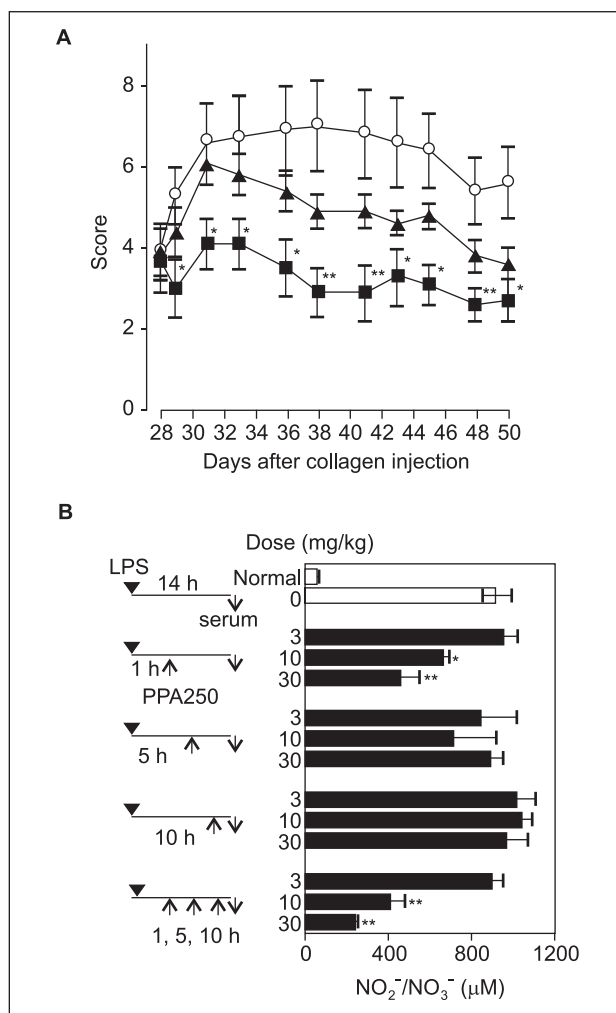 A
8
6
4
2
0
Score
* * * * ** ** * * ** *
28 30 32 34 36 38 40 42 44 46 48 50
Days after collagen injection
B
Dose (mg/kg)
LPS
14 h
serum
Normal
0
1 h
PPA250
3
10 *
30 **
5 h
3
10
30
10 h
3
10
30
1, 5, 10 h
3
10 **
30 **
0 400 800 1200
NO₂⁻/NO₃⁻ (μM)